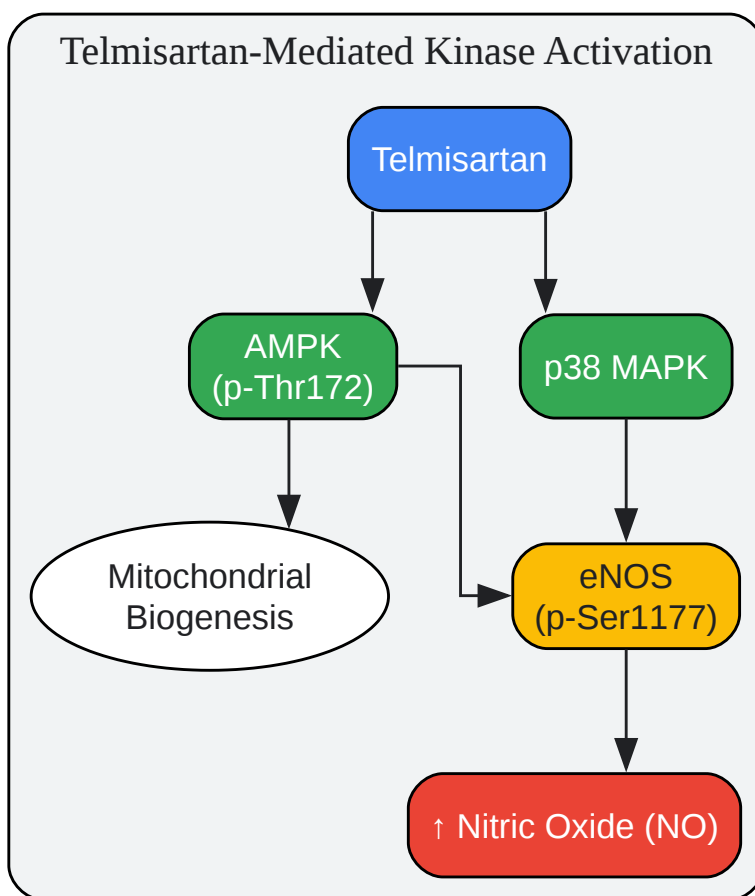 Telmisartan-Mediated Kinase Activation
Telmisartan
AMPK
(p-Thr172)
p38 MAPK
Mitochondrial
Biogenesis
eNOS
(p-Ser1177)
↑ Nitric Oxide (NO)